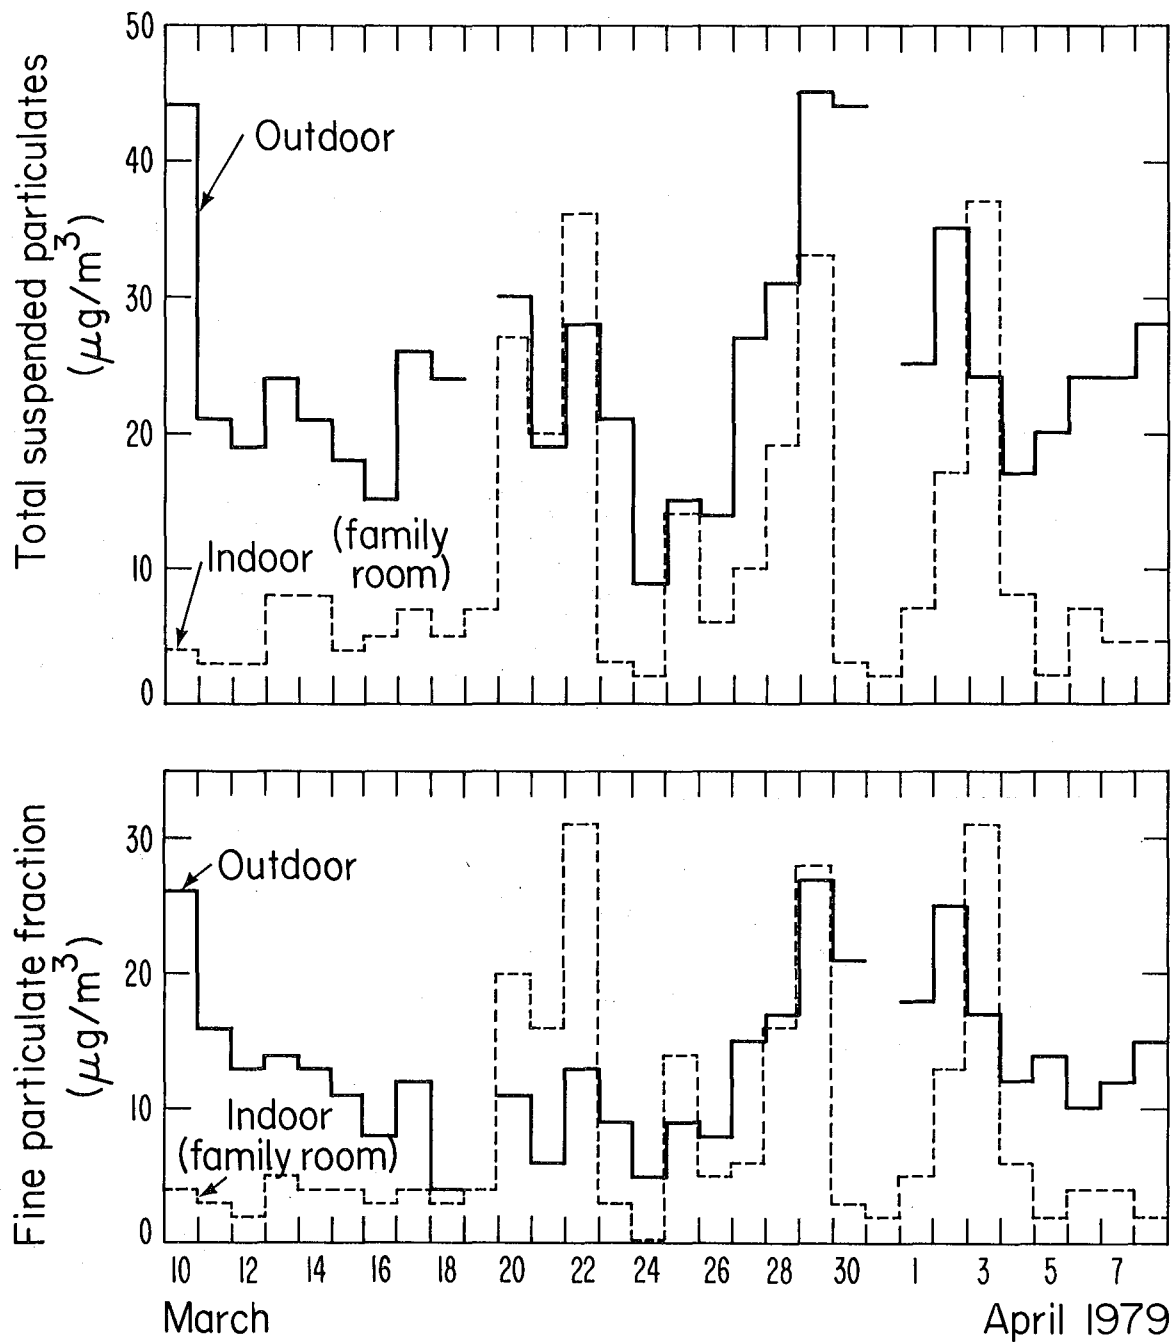 Total suspended particulates
(μg/m³)
50
40
30
20
10
0
Outdoor
Indoor
(family
room)
Fine particulate fraction
(μg/m³)
30
20
10
0
Outdoor
Indoor
(family room)
10 12 14 16 18 20 22 24 26 28 30 1 3 5 7
March April 1979